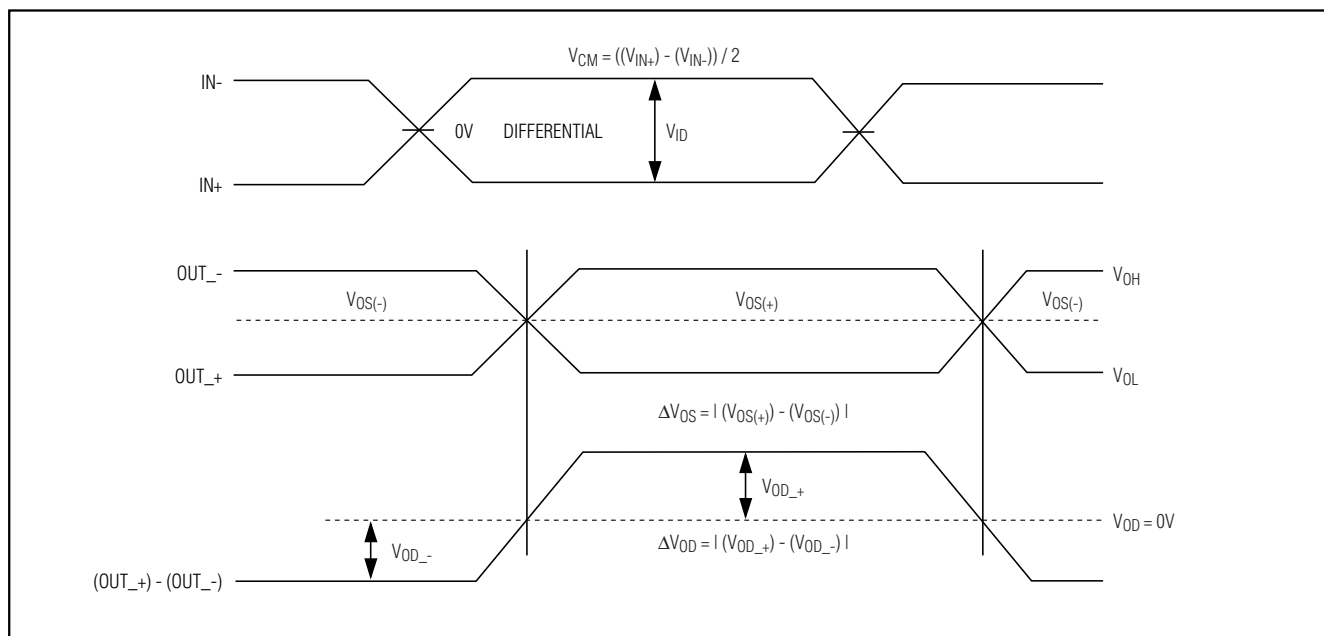 V_CM = ((V_IN+) - (V_IN-)) / 2
IN-
0V DIFFERENTIAL V_ID
IN+
OUT_- V_OH
V_OS(-) V_OS(+) V_OS(-)
OUT_+ V_OL
ΔV_OS = | (V_OS(+)) - (V_OS(-)) |
V_OD_+
V_OD = 0V
V_OD_- ΔV_OD = | (V_OD_+) - (V_OD_-) |
(OUT_+) - (OUT_-)